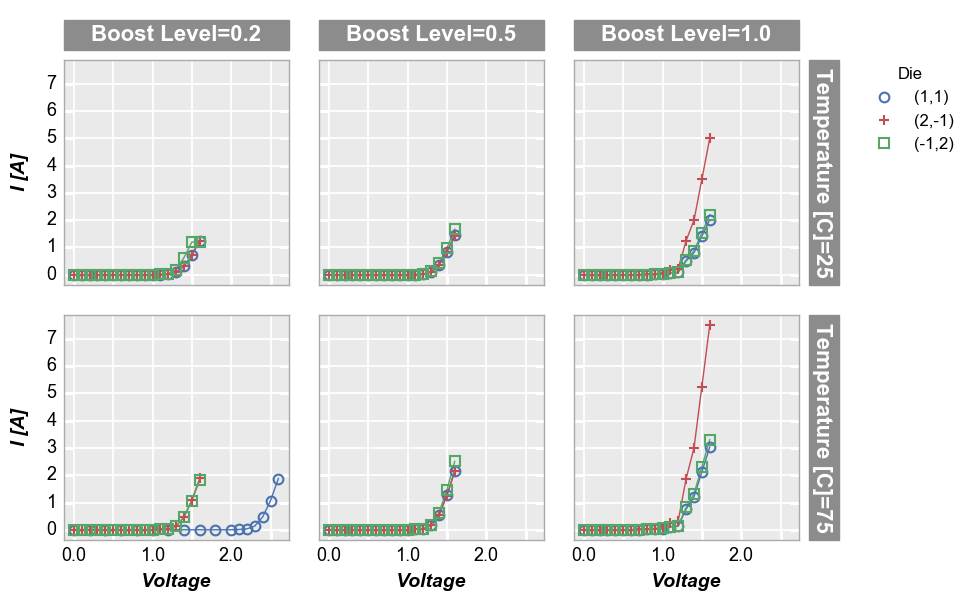 Boost Level=0.2 Boost Level=0.5 Boost Level=1.0
Die
(1,1)
(2,-1)
(-1,2)
7
6
5
4
3
2
1
0
I [A]
Temperature [C]=25
7
6
5
4
3
2
1
0
I [A]
Temperature [C]=75
0.0 1.0 2.0 0.0 1.0 2.0 0.0 1.0 2.0
Voltage Voltage Voltage